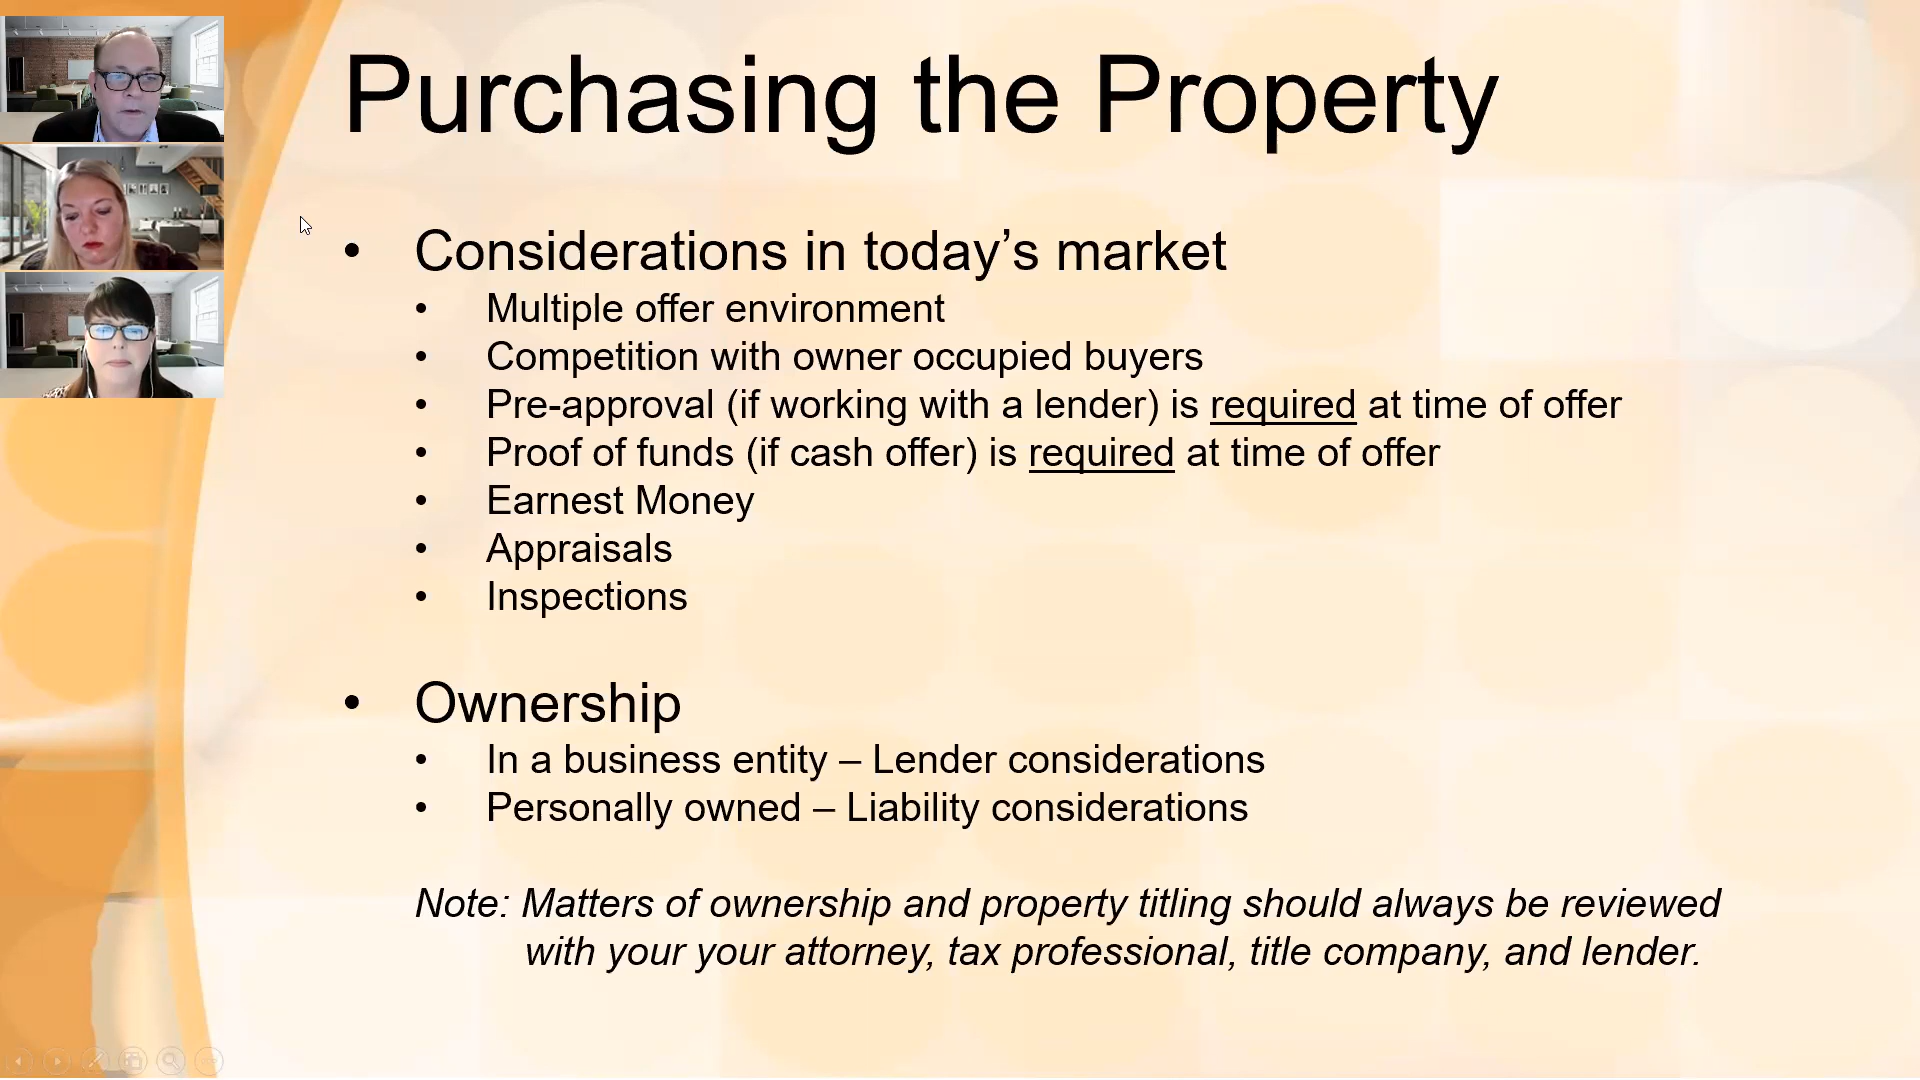 Purchasing the Property
• Considerations in today’s market
• Multiple offer environment
• Competition with owner occupied buyers
• Pre-approval (if working with a lender) is required at time of offer
• Proof of funds (if cash offer) is required at time of offer
• Earnest Money
• Appraisals
• Inspections
• Ownership
• In a business entity – Lender considerations
• Personally owned – Liability considerations
Note: Matters of ownership and property titling should always be reviewed
with your your attorney, tax professional, title company, and lender.